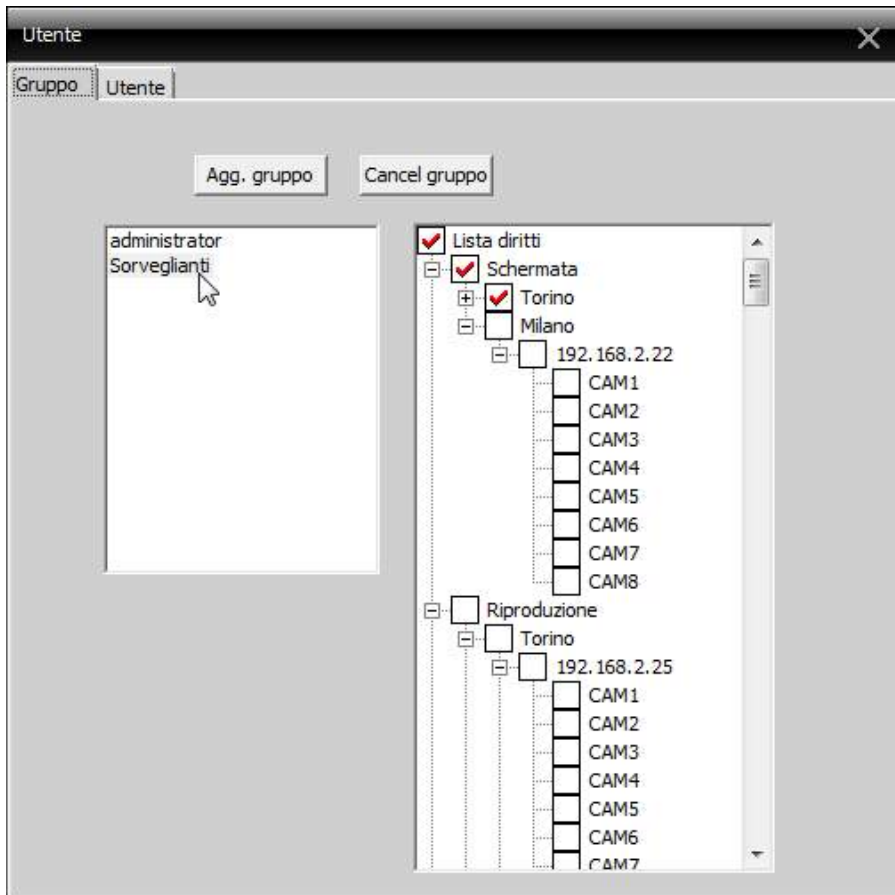 Utente
Gruppo Utente
Agg. gruppo Cancel gruppo
administrator
Sorveglianti
Lista diritti
Schermata
Torino
Milano
192.168.2.22
CAM1
CAM2
CAM3
CAM4
CAM5
CAM6
CAM7
CAM8
Riproduzione
Torino
192.168.2.25
CAM1
CAM2
CAM3
CAM4
CAM5
CAM6
CAM7